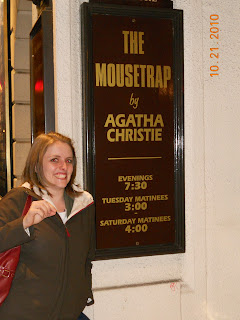 THE
MOUSETRAP
by
AGATHA
CHRISTIE
EVENINGS
7:30
TUESDAY MATINEES
3:00
SATURDAY MATINEES
4:00
10.21.2010